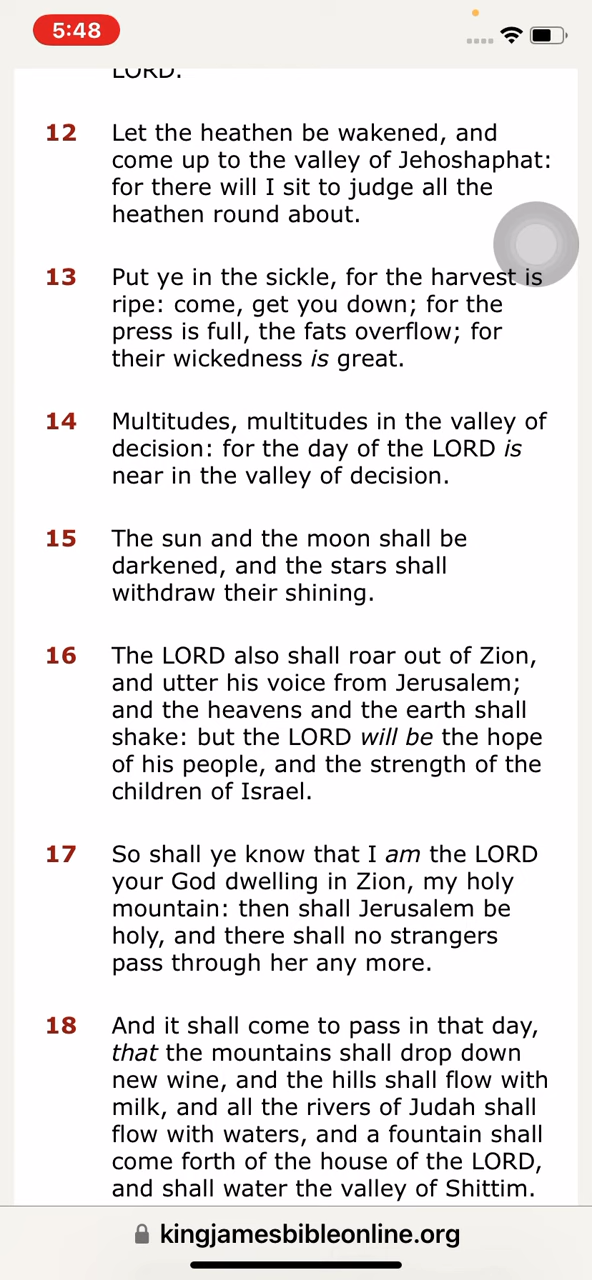 5:48
LORD.
12 Let the heathen be wakened, and
come up to the valley of Jehoshaphat:
for there will I sit to judge all the
heathen round about.
13 Put ye in the sickle, for the harvest is
ripe: come, get you down; for the
press is full, the fats overflow; for
their wickedness is great.
14 Multitudes, multitudes in the valley of
decision: for the day of the LORD is
near in the valley of decision.
15 The sun and the moon shall be
darkened, and the stars shall
withdraw their shining.
16 The LORD also shall roar out of Zion,
and utter his voice from Jerusalem;
and the heavens and the earth shall
shake: but the LORD will be the hope
of his people, and the strength of the
children of Israel.
17 So shall ye know that I am the LORD
your God dwelling in Zion, my holy
mountain: then shall Jerusalem be
holy, and there shall no strangers
pass through her any more.
18 And it shall come to pass in that day,
that the mountains shall drop down
new wine, and the hills shall flow with
milk, and all the rivers of Judah shall
flow with waters, and a fountain shall
come forth of the house of the LORD,
and shall water the valley of Shittim.
kingjamesbibleonline.org